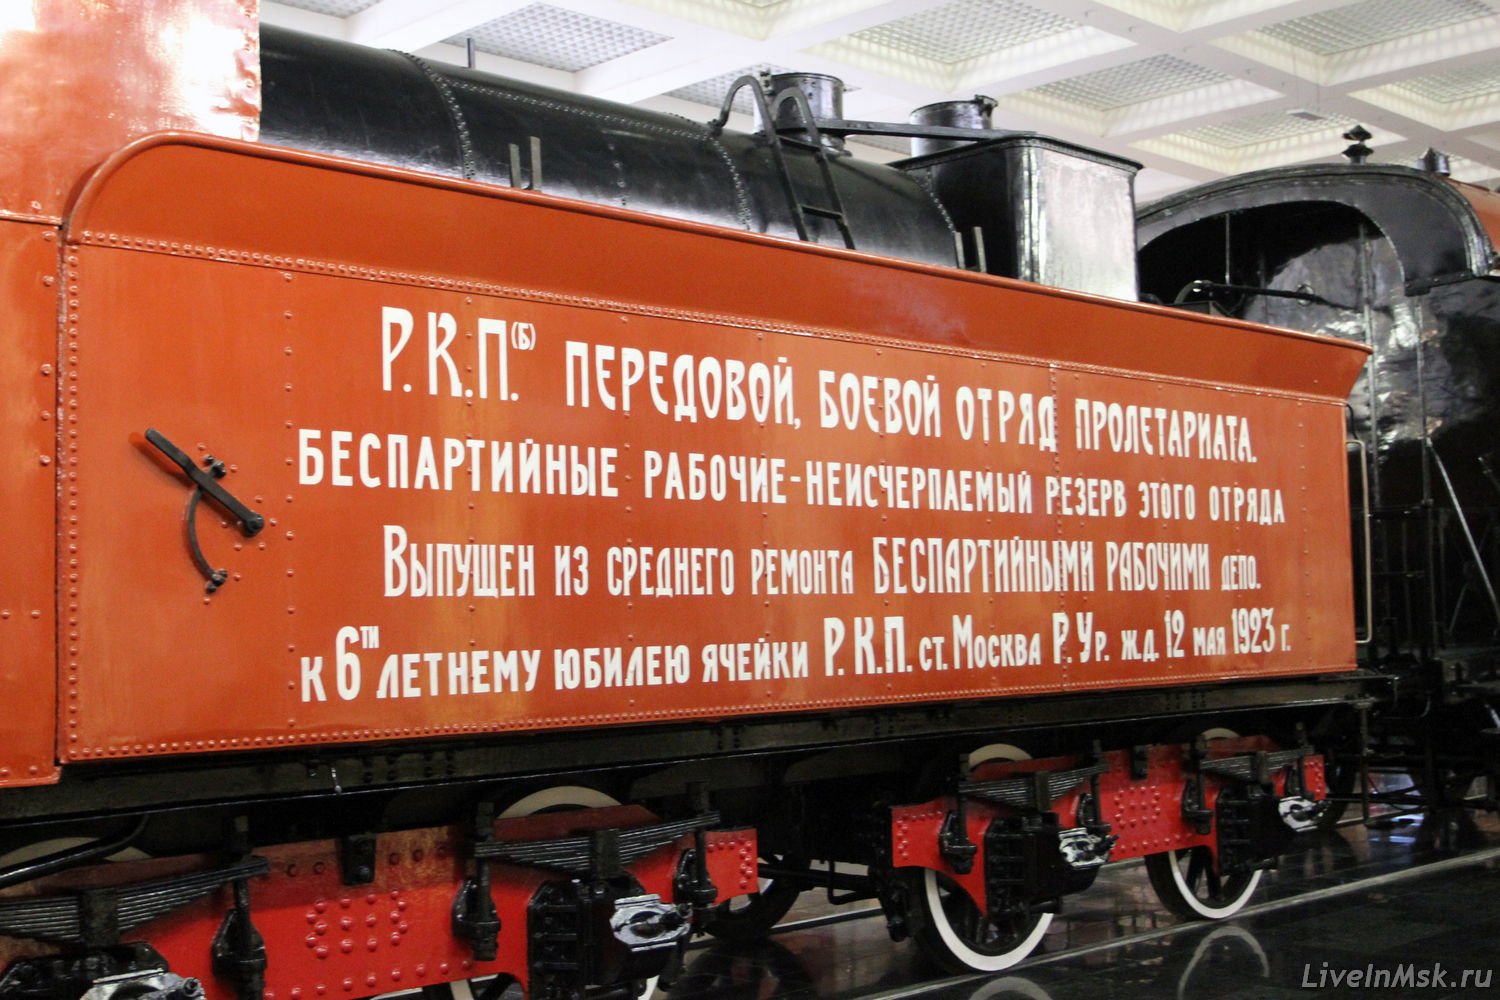 Р.К.П.(Б) ПЕРЕДОВОЙ, БОЕВОЙ ОТРЯД ПРОЛЕТАРИАТА.
БЕСПАРТИЙНЫЕ РАБОЧИЕ-НЕИСЧЕРПАЕМЫЙ РЕЗЕРВ ЭТОГО ОТРЯДА
ВЫПУЩЕН ИЗ СРЕДНЕГО РЕМОНТА БЕСПАРТИЙНЫМИ РАБОЧИМИ ДЕПО.
К 6ТИ ЛЕТНЕМУ ЮБИЛЕЮ ЯЧЕЙКИ Р.К.П. СТ. МОСКВА Р. УР. Ж.Д. 12 МАЯ 1923 Г.
LiveInMsk.ru